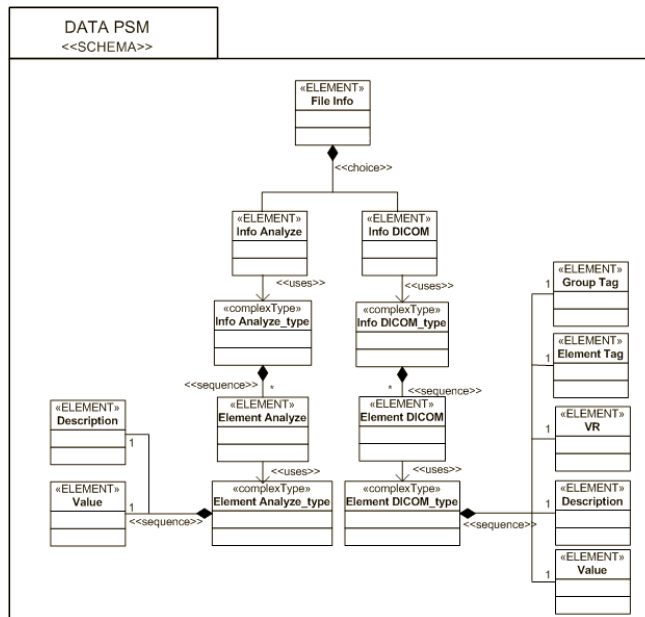 DATA PSM
<<SCHEMA>>
«ELEMENT»
File Info
<<choice>>
«ELEMENT»
Info Analyze
«ELEMENT»
Info DICOM
<<uses>>
<<uses>>
«complexType»
Info Analyze_type
«complexType»
Info DICOM_type
<<sequence>>
*
*
<<sequence>>
«ELEMENT»
Element Analyze
«ELEMENT»
Element DICOM
<<uses>>
<<uses>>
«complexType»
Element Analyze_type
«complexType»
Element DICOM_type
«ELEMENT»
Description
1
«ELEMENT»
Value
1
<<sequence>>
<<sequence>>
1
«ELEMENT»
Group Tag
1
«ELEMENT»
Element Tag
1
«ELEMENT»
VR
1
«ELEMENT»
Description
1
«ELEMENT»
Value